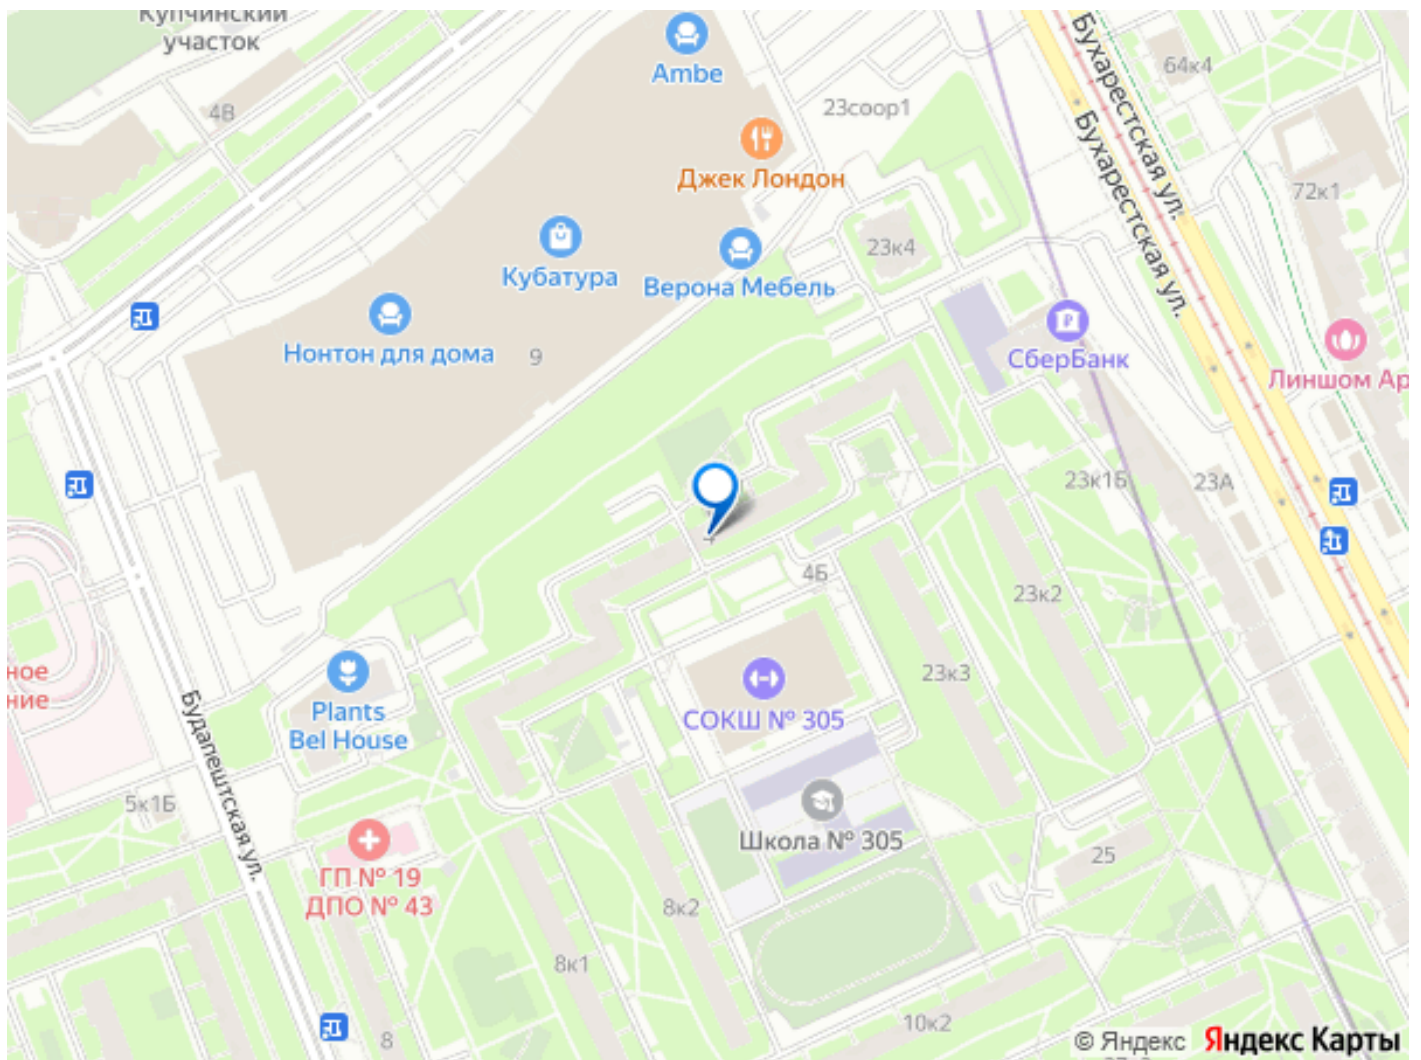 Купчинский
участок
Ambe
64к4
4В
23соор1
Бухарестская ул.
Бухарестская ул.
Джек Лондон
72к1
Кубатура
23к4
Верона Мебель
Нонтон для дома
9
СберБанк
Линшом Ар
23к1Б
23А
4
4Б
23к2
23к3
ное
ние
Plants
Bel House
СОКШ № 305
Будапештская ул.
5к1Б
Школа № 305
25
ГП № 19
ДПО № 43
8к2
8к1
10к2
8
© Яндекс Яндекс Карты